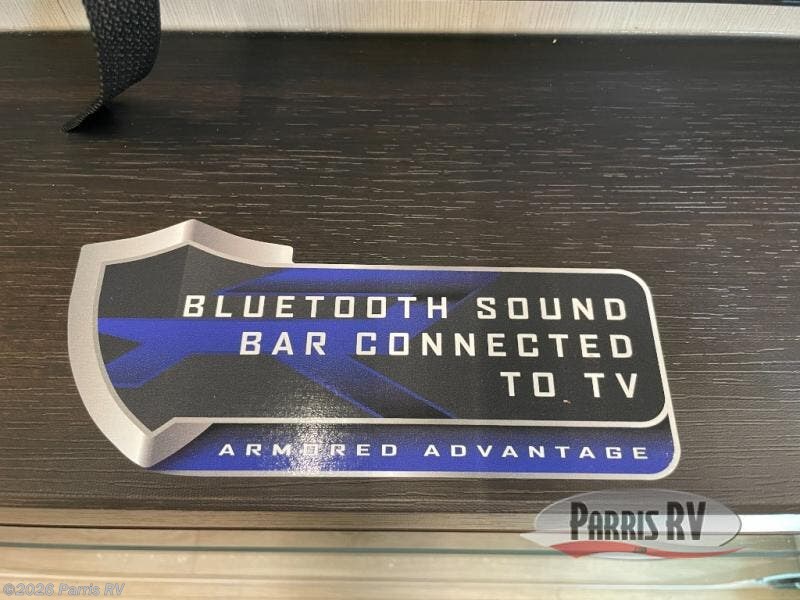 BLUETOOTH SOUND
BAR CONNECTED
TO TV
ARMORED ADVANTAGE
PARRIS RV
©2026 Parris RV